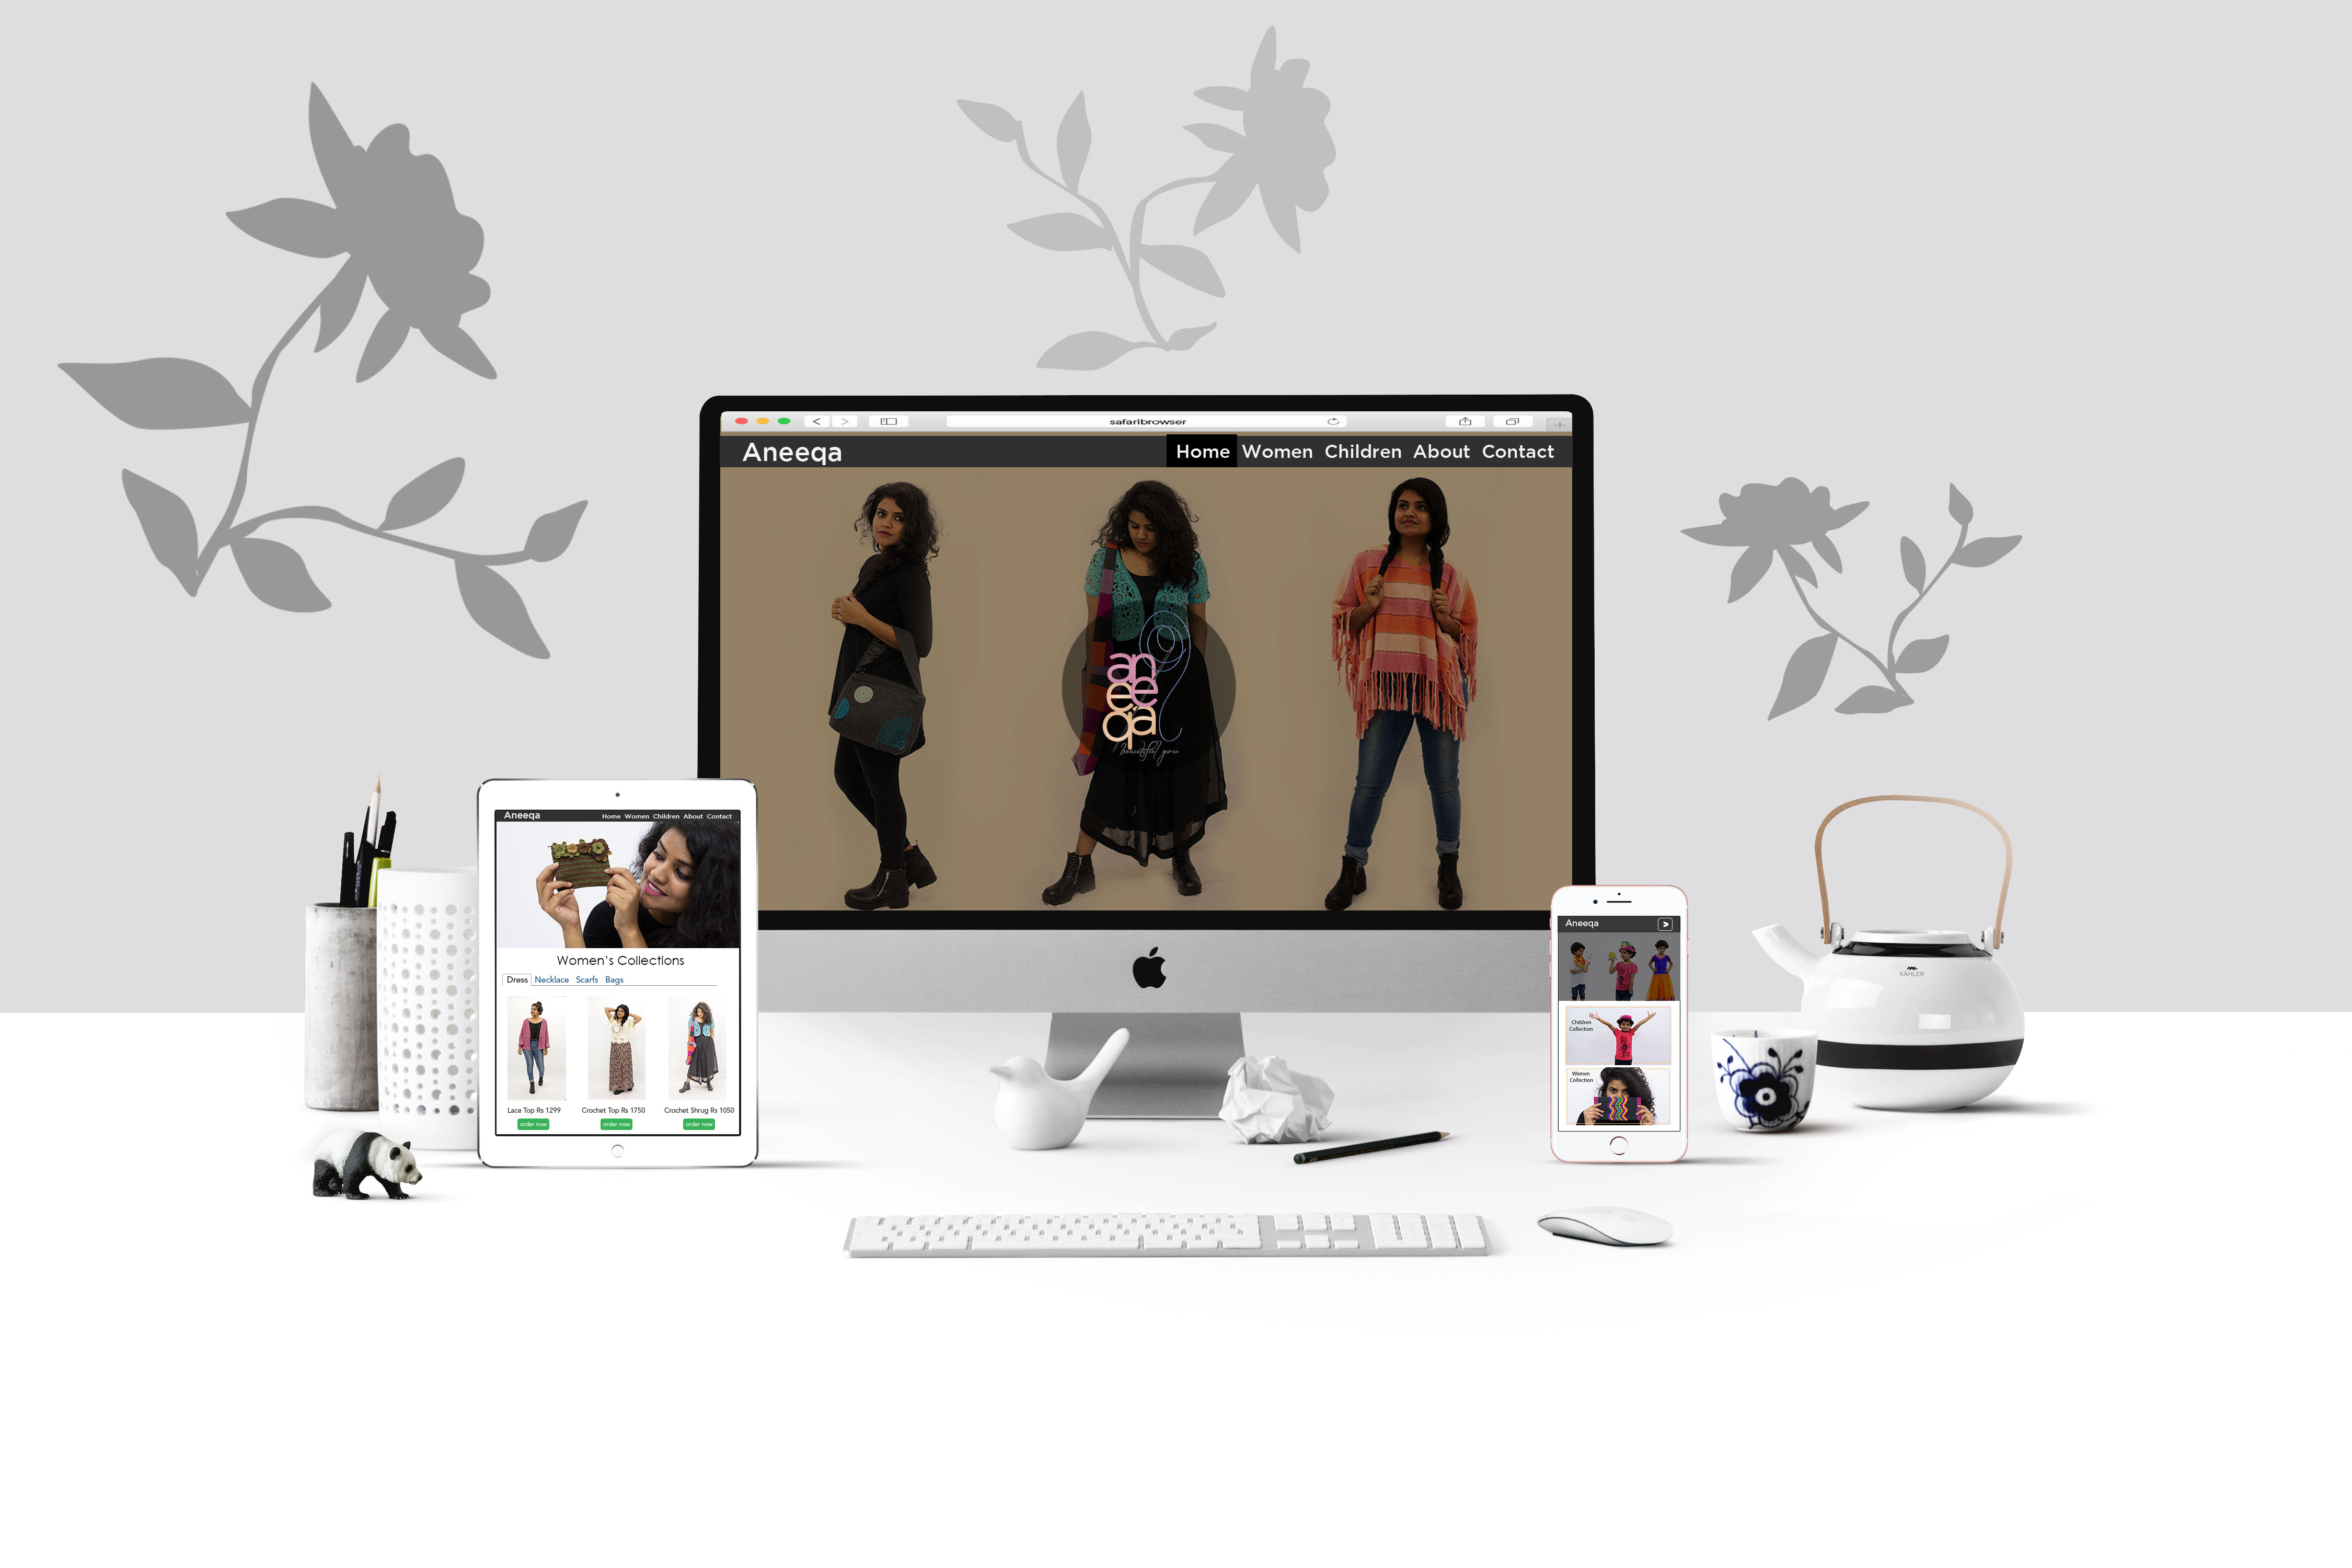 safaribrowser
Aneeqa
Home Women Children About Contact
an
ee
qa
beautiful you
Aneeqa
Home Women Children About Contact
Women's Collections
Dress Necklace Scarfs Bags
Lace Top Rs 1299 Crochet Top Rs 1750 Crochet Shrug Rs 1050
order now order now order now
Aneeqa
Children
Collection
Women
Collection
KÄHLER